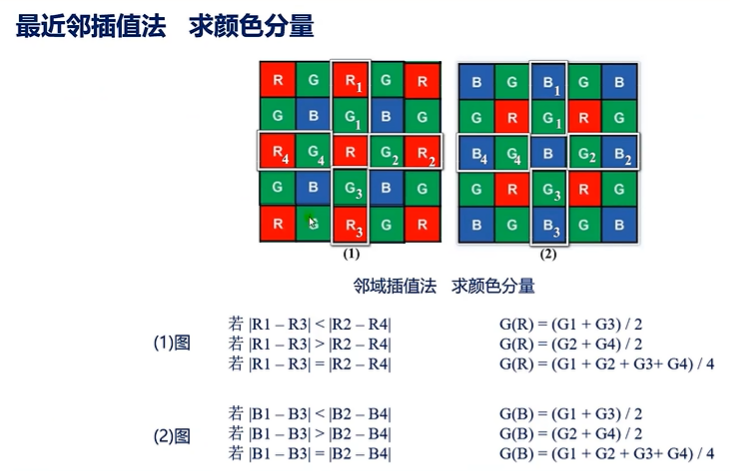 最近邻插值法 求颜色分量
R G R1 G R
G B G1 B G
R4 G4 R G2 R2
G B G3 B G
R G R3 G R
(1)
B G B1 G B
G R G1 R G
B4 G4 B G2 B2
G R G3 R G
B G B3 G B
(2)
邻域插值法 求颜色分量
(1)图
若 |R1 – R3| < |R2 – R4| G(R) = (G1 + G3) / 2
若 |R1 – R3| > |R2 – R4| G(R) = (G2 + G4) / 2
若 |R1 – R3| = |R2 – R4| G(R) = (G1 + G2 + G3+ G4) / 4
(2)图
若 |B1 – B3| < |B2 – B4| G(B) = (G1 + G3) / 2
若 |B1 – B3| > |B2 – B4| G(B) = (G2 + G4) / 2
若 |B1 – B3| = |B2 – B4| G(B) = (G1 + G2 + G3+ G4) / 4